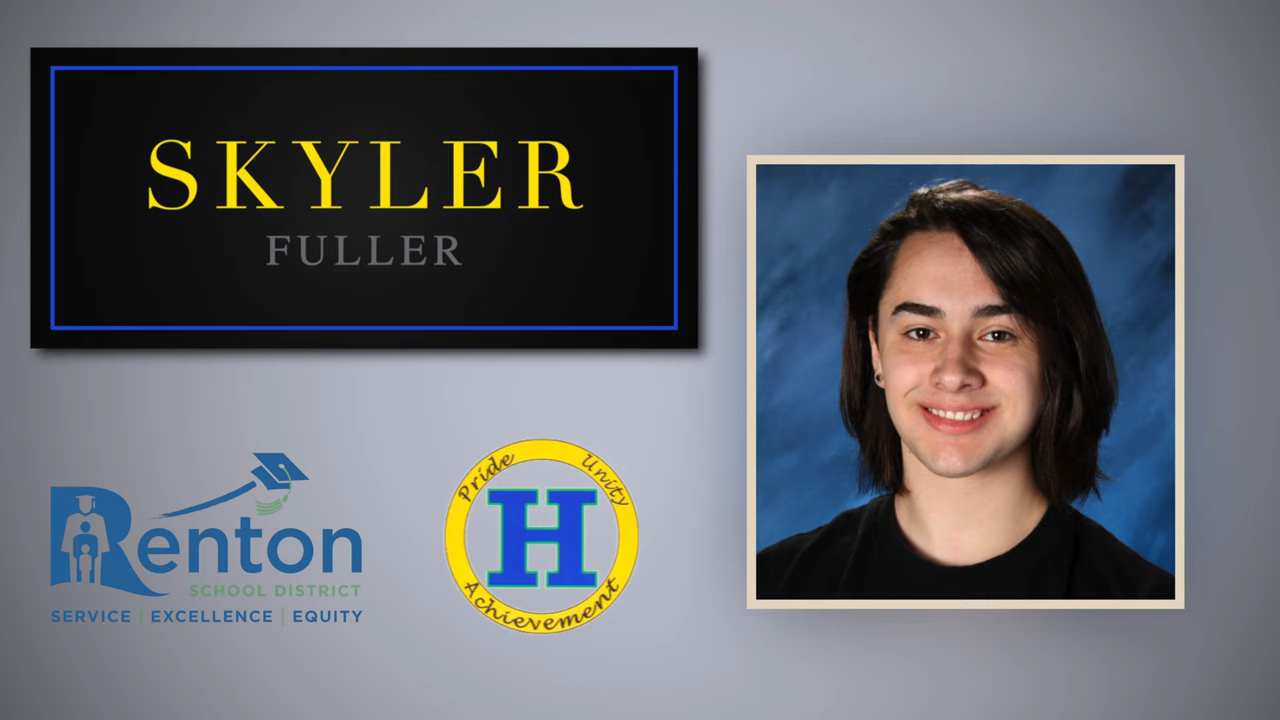 SKYLER
FULLER
Renton
SCHOOL DISTRICT
SERVICE | EXCELLENCE | EQUITY
Pride
Unity
H
Achievement